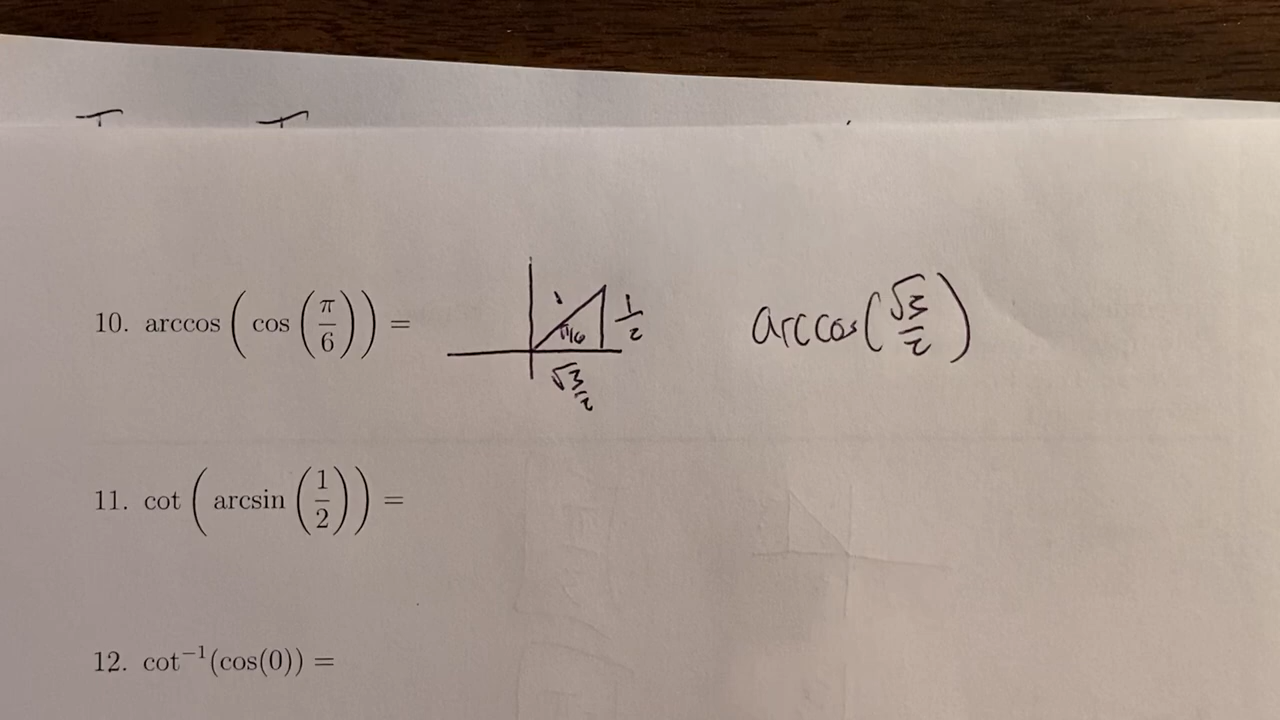 10. arccos ( cos ( π/6 ) ) = 1 π/6 1/2 √3/2 arccos( √3/2 )
11. cot ( arcsin ( 1/2 ) ) =
12. cot⁻¹(cos(0)) =